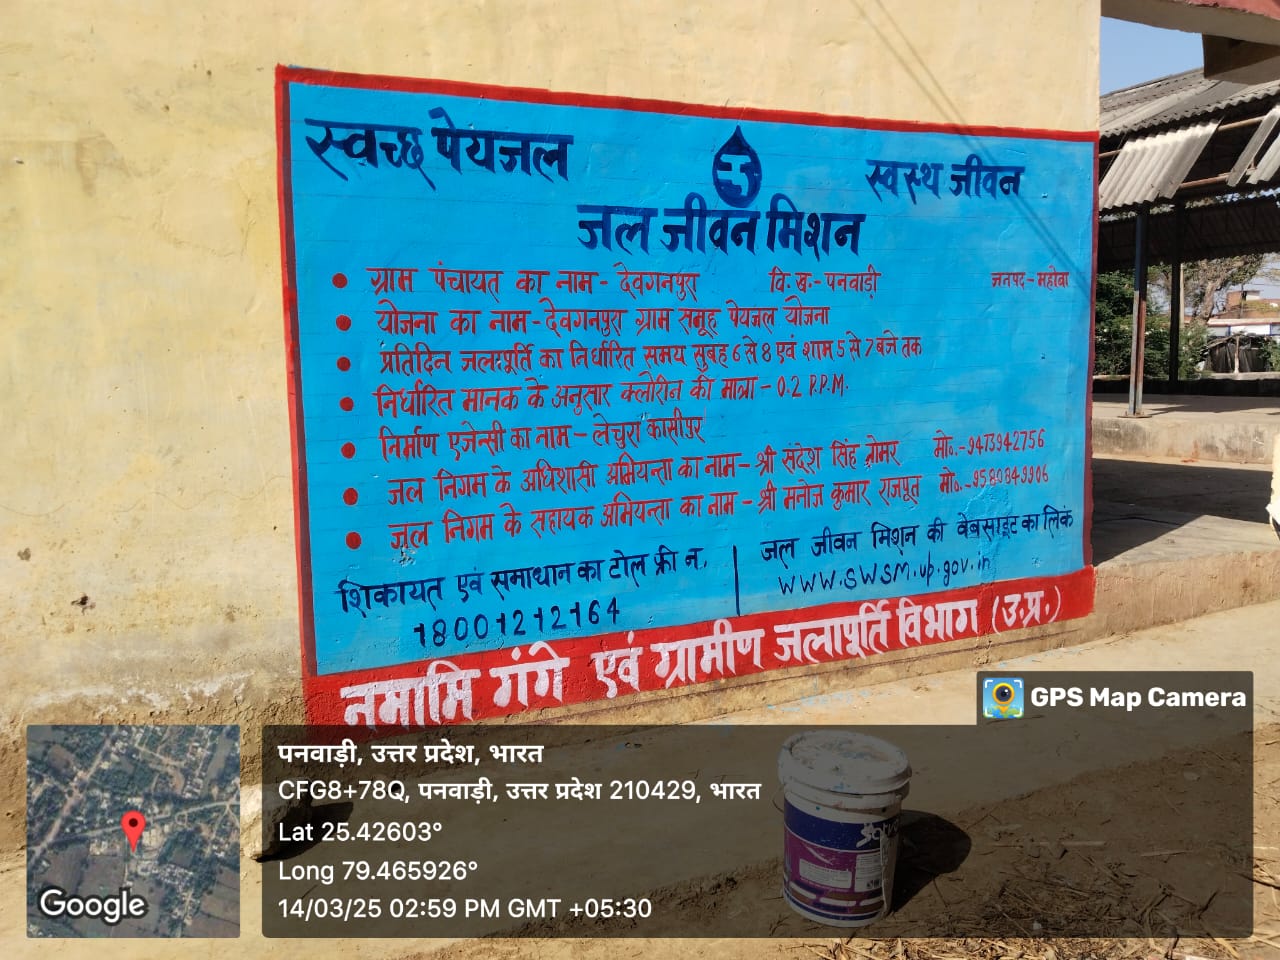 स्वच्छ पेयजल
स्वस्थ जीवन
जल जीवन मिशन
• ग्राम पंचायत का नाम - देवगनपुरा वि.ख.- पनवाड़ी जनपद - महोबा
• योजना का नाम - देवगनपुरा ग्राम समूह पेयजल योजना
• प्रतिदिन जलापूर्ति का निर्धारित समय सुबह 6 से 8 एवं शाम 5 से 7 बजे तक
• निर्धारित मानक के अनुसार क्लोरीन की मात्रा - 0.2 P.P.M.
• निर्माण एजेन्सी का नाम - लेचुरा कासीपुर
• जल निगम के अधिशासी अभियन्ता का नाम - श्री संदेश सिंह तोमर मो०.- 9473942756
• जल निगम के सहायक अभियन्ता का नाम - श्री मनोज कुमार राजपूत मो०.- 9580849906
शिकायत एवं समाधान का टोल फ्री न.
18001212164
जल जीवन मिशन की वेबसाइट का लिंक
www.swsm.up.gov.in
नमामि गंगे एवं ग्रामीण जलापूर्ति विभाग (उ.प्र.)
GPS Map Camera
पनवाड़ी, उत्तर प्रदेश, भारत
CFG8+78Q, पनवाड़ी, उत्तर प्रदेश 210429, भारत
Lat 25.42603°
Long 79.465926°
14/03/25 02:59 PM GMT +05:30
Google